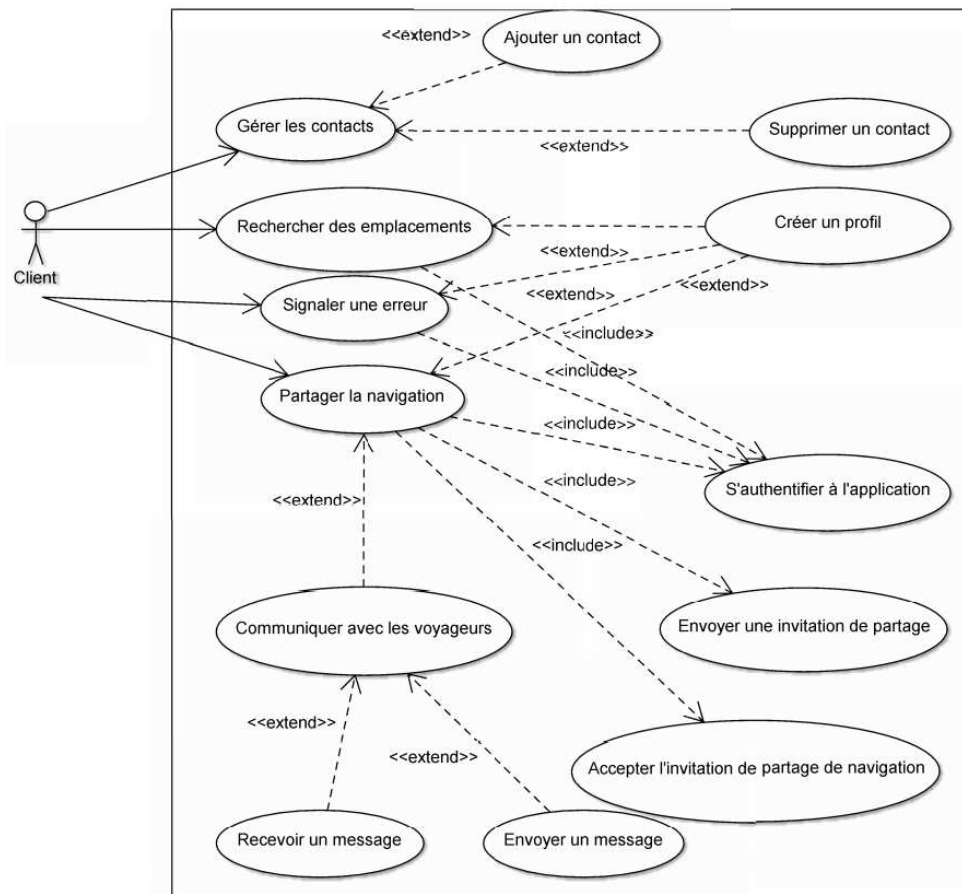 <<extend>>
Ajouter un contact
Gérer les contacts
Supprimer un contact
<<extend>>
Rechercher des emplacements
Créer un profil
<<extend>>
Client
<<extend>>
<<extend>>
Signaler une erreur
<<include>>
<<include>>
Partager la navigation
<<include>>
<<include>>
S'authentifier à l'application
<<extend>>
<<include>>
Communiquer avec les voyageurs
Envoyer une invitation de partage
<<extend>>
<<extend>>
Accepter l'invitation de partage de navigation
Recevoir un message
Envoyer un message